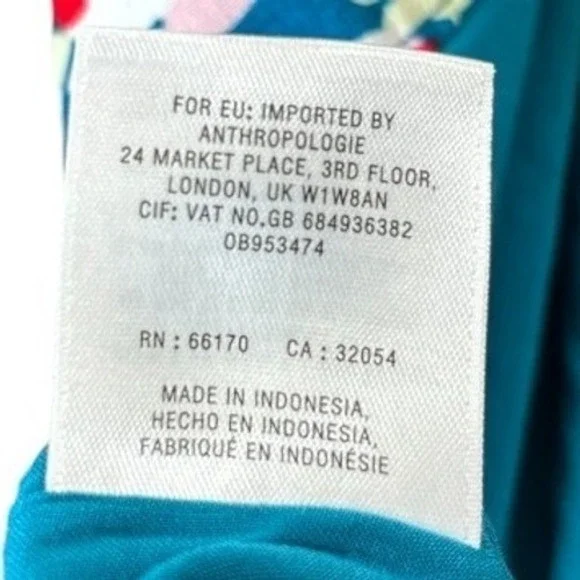 FOR EU: IMPORTED BY
ANTHROPOLOGIE
24 MARKET PLACE, 3RD FLOOR,
LONDON, UK W1W8AN
CIF: VAT NO.GB 684936382
OB953474
RN : 66170 CA : 32054
MADE IN INDONESIA,
HECHO EN INDONESIA,
FABRIQUÉ EN INDONÉSIE